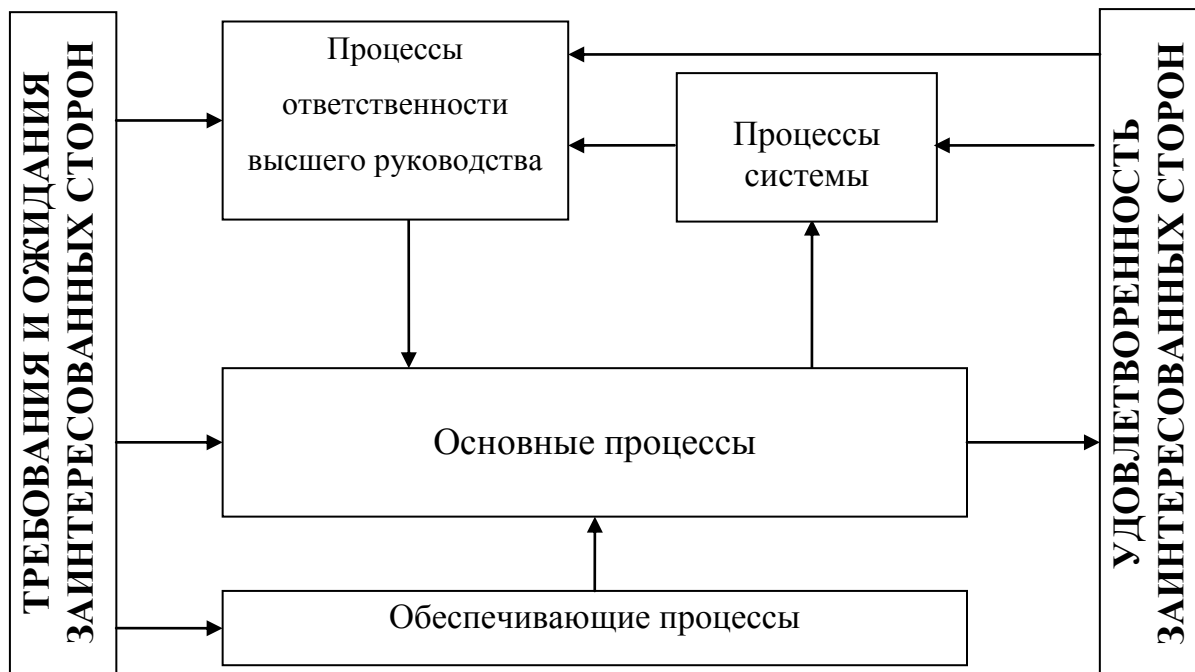 ТРЕБОВАНИЯ И ОЖИДАНИЯ
ЗАИНТЕРЕСОВАННЫХ СТОРОН
Процессы
ответственности
высшего руководства
Процессы
системы
Основные процессы
Обеспечивающие процессы
УДОВЛЕТВОРЕННОСТЬ
ЗАИНТЕРЕСОВАННЫХ СТОРОН